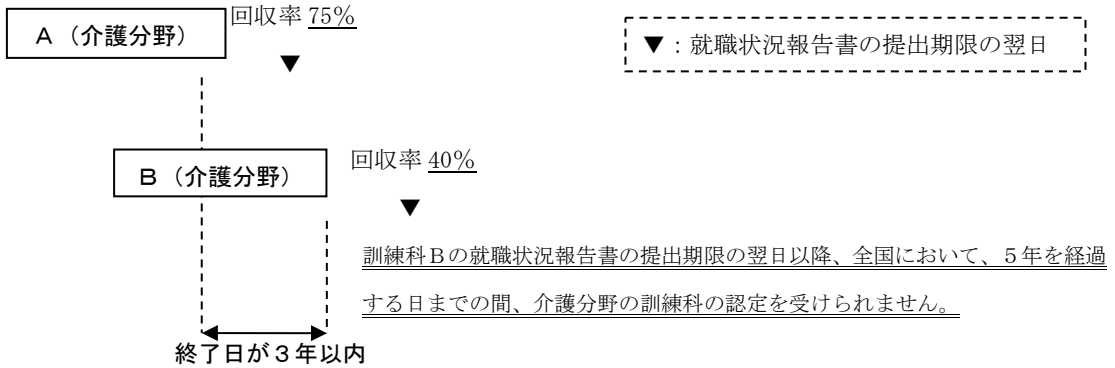 回収率 75%
A（介護分野）
▼
▼：就職状況報告書の提出期限の翌日
回収率 40%
B（介護分野）
▼
訓練科Bの就職状況報告書の提出期限の翌日以降、全国において、5年を経過
する日までの間、介護分野の訓練科の認定を受けられません。
終了日が3年以内